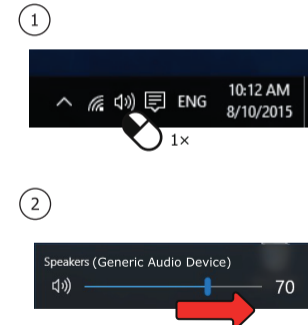 1
10:12 AM
ENG
8/10/2015
1×
2
Speakers (Generic Audio Device)
70